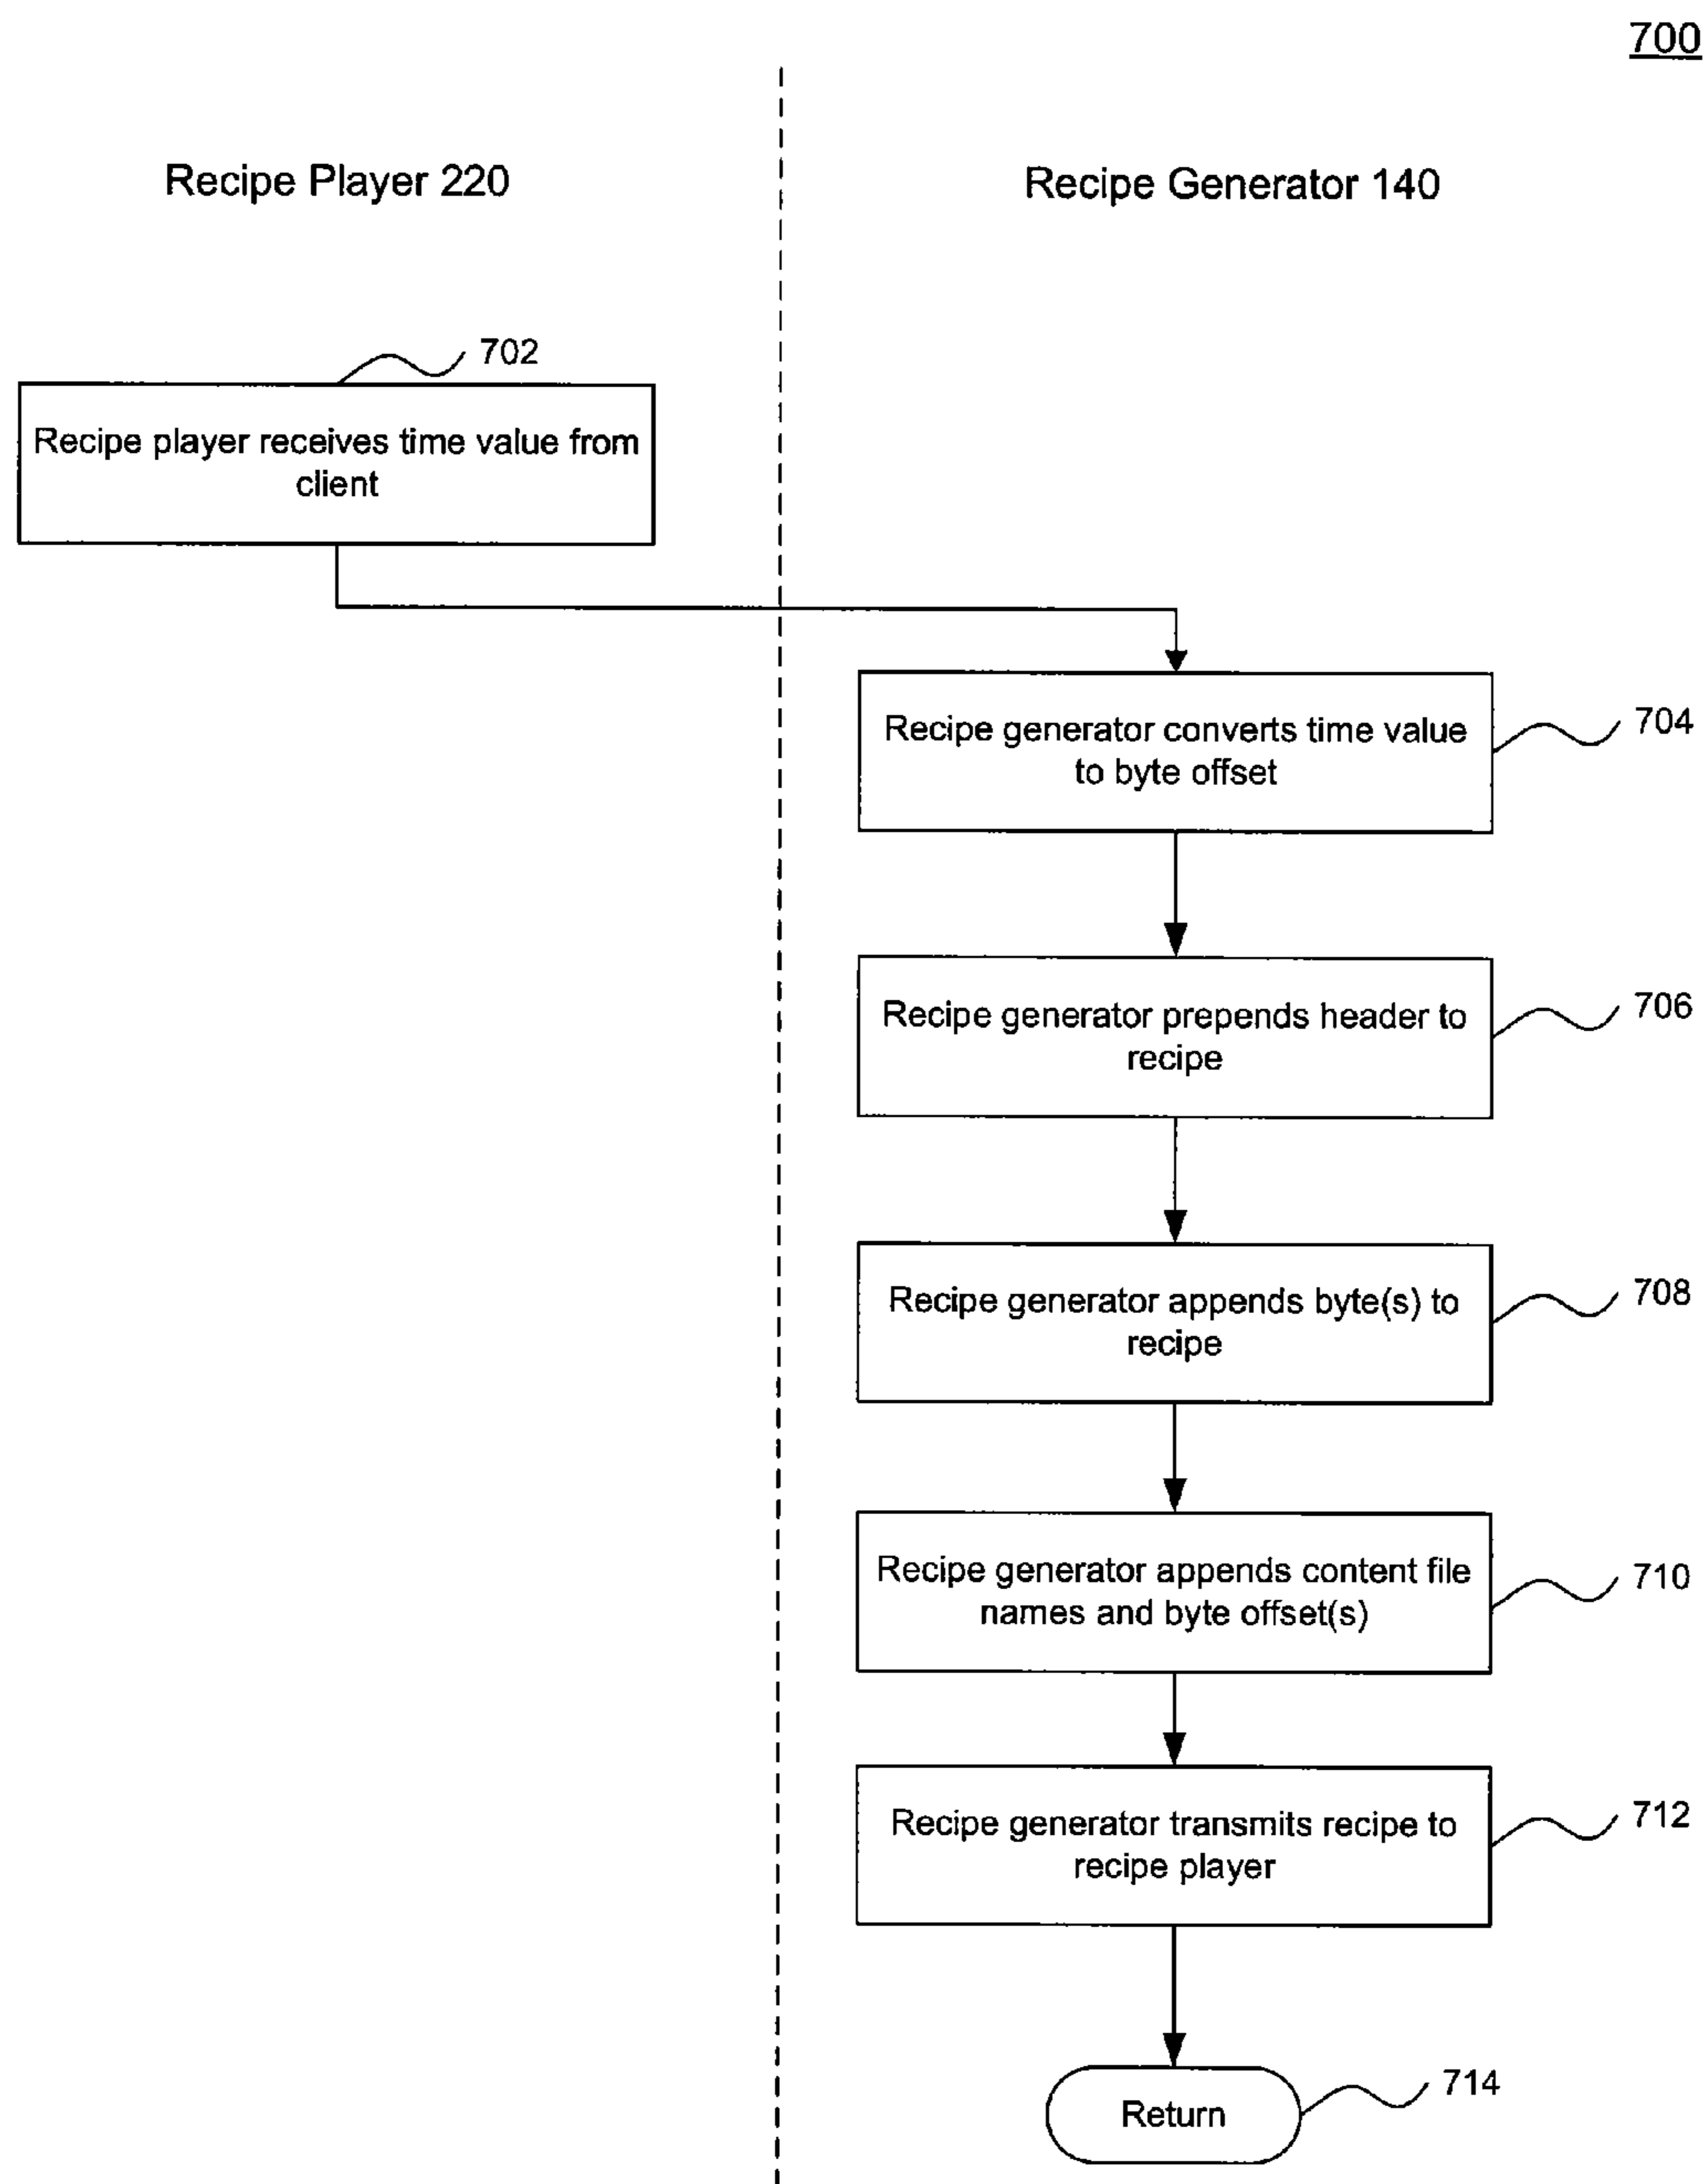 700
Recipe Player 220
Recipe Generator 140
702
Recipe player receives time value from
client
Recipe generator converts time value
to byte offset
704
Recipe generator prepends header to
recipe
706
Recipe generator appends byte(s) to
recipe
708
Recipe generator appends content file
names and byte offset(s)
710
Recipe generator transmits recipe to
recipe player
712
Return
714